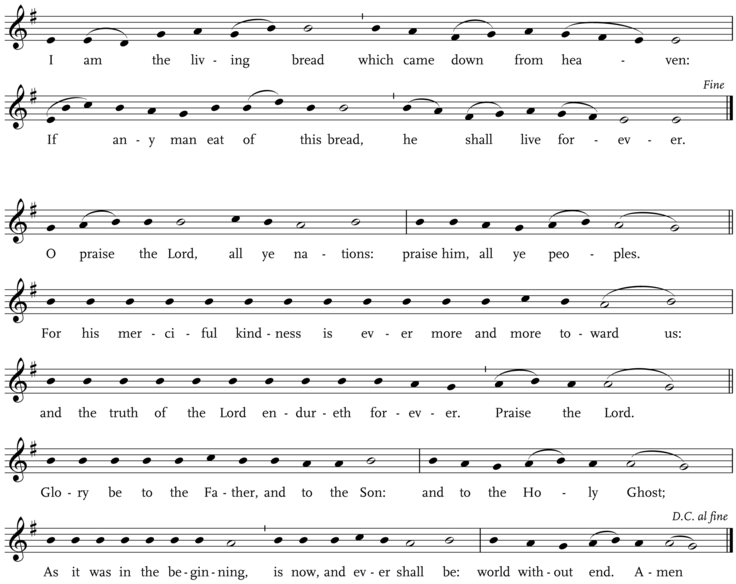 I am the liv - ing bread which came down from hea - ven:
Fine
If an - y man eat of this bread, he shall live for - ev - er.
O praise the Lord, all ye na - tions: praise him, all ye peo - ples.
For his mer - ci - ful kind - ness is ev - er more and more to - ward us:
and the truth of the Lord en - dur - eth for - ev - er. Praise the Lord.
Glo - ry be to the Fa - ther, and to the Son: and to the Ho - ly Ghost;
D.C. al fine
As it was in the be - gin - ning, is now, and ev - er shall be: world with - out end. A - men